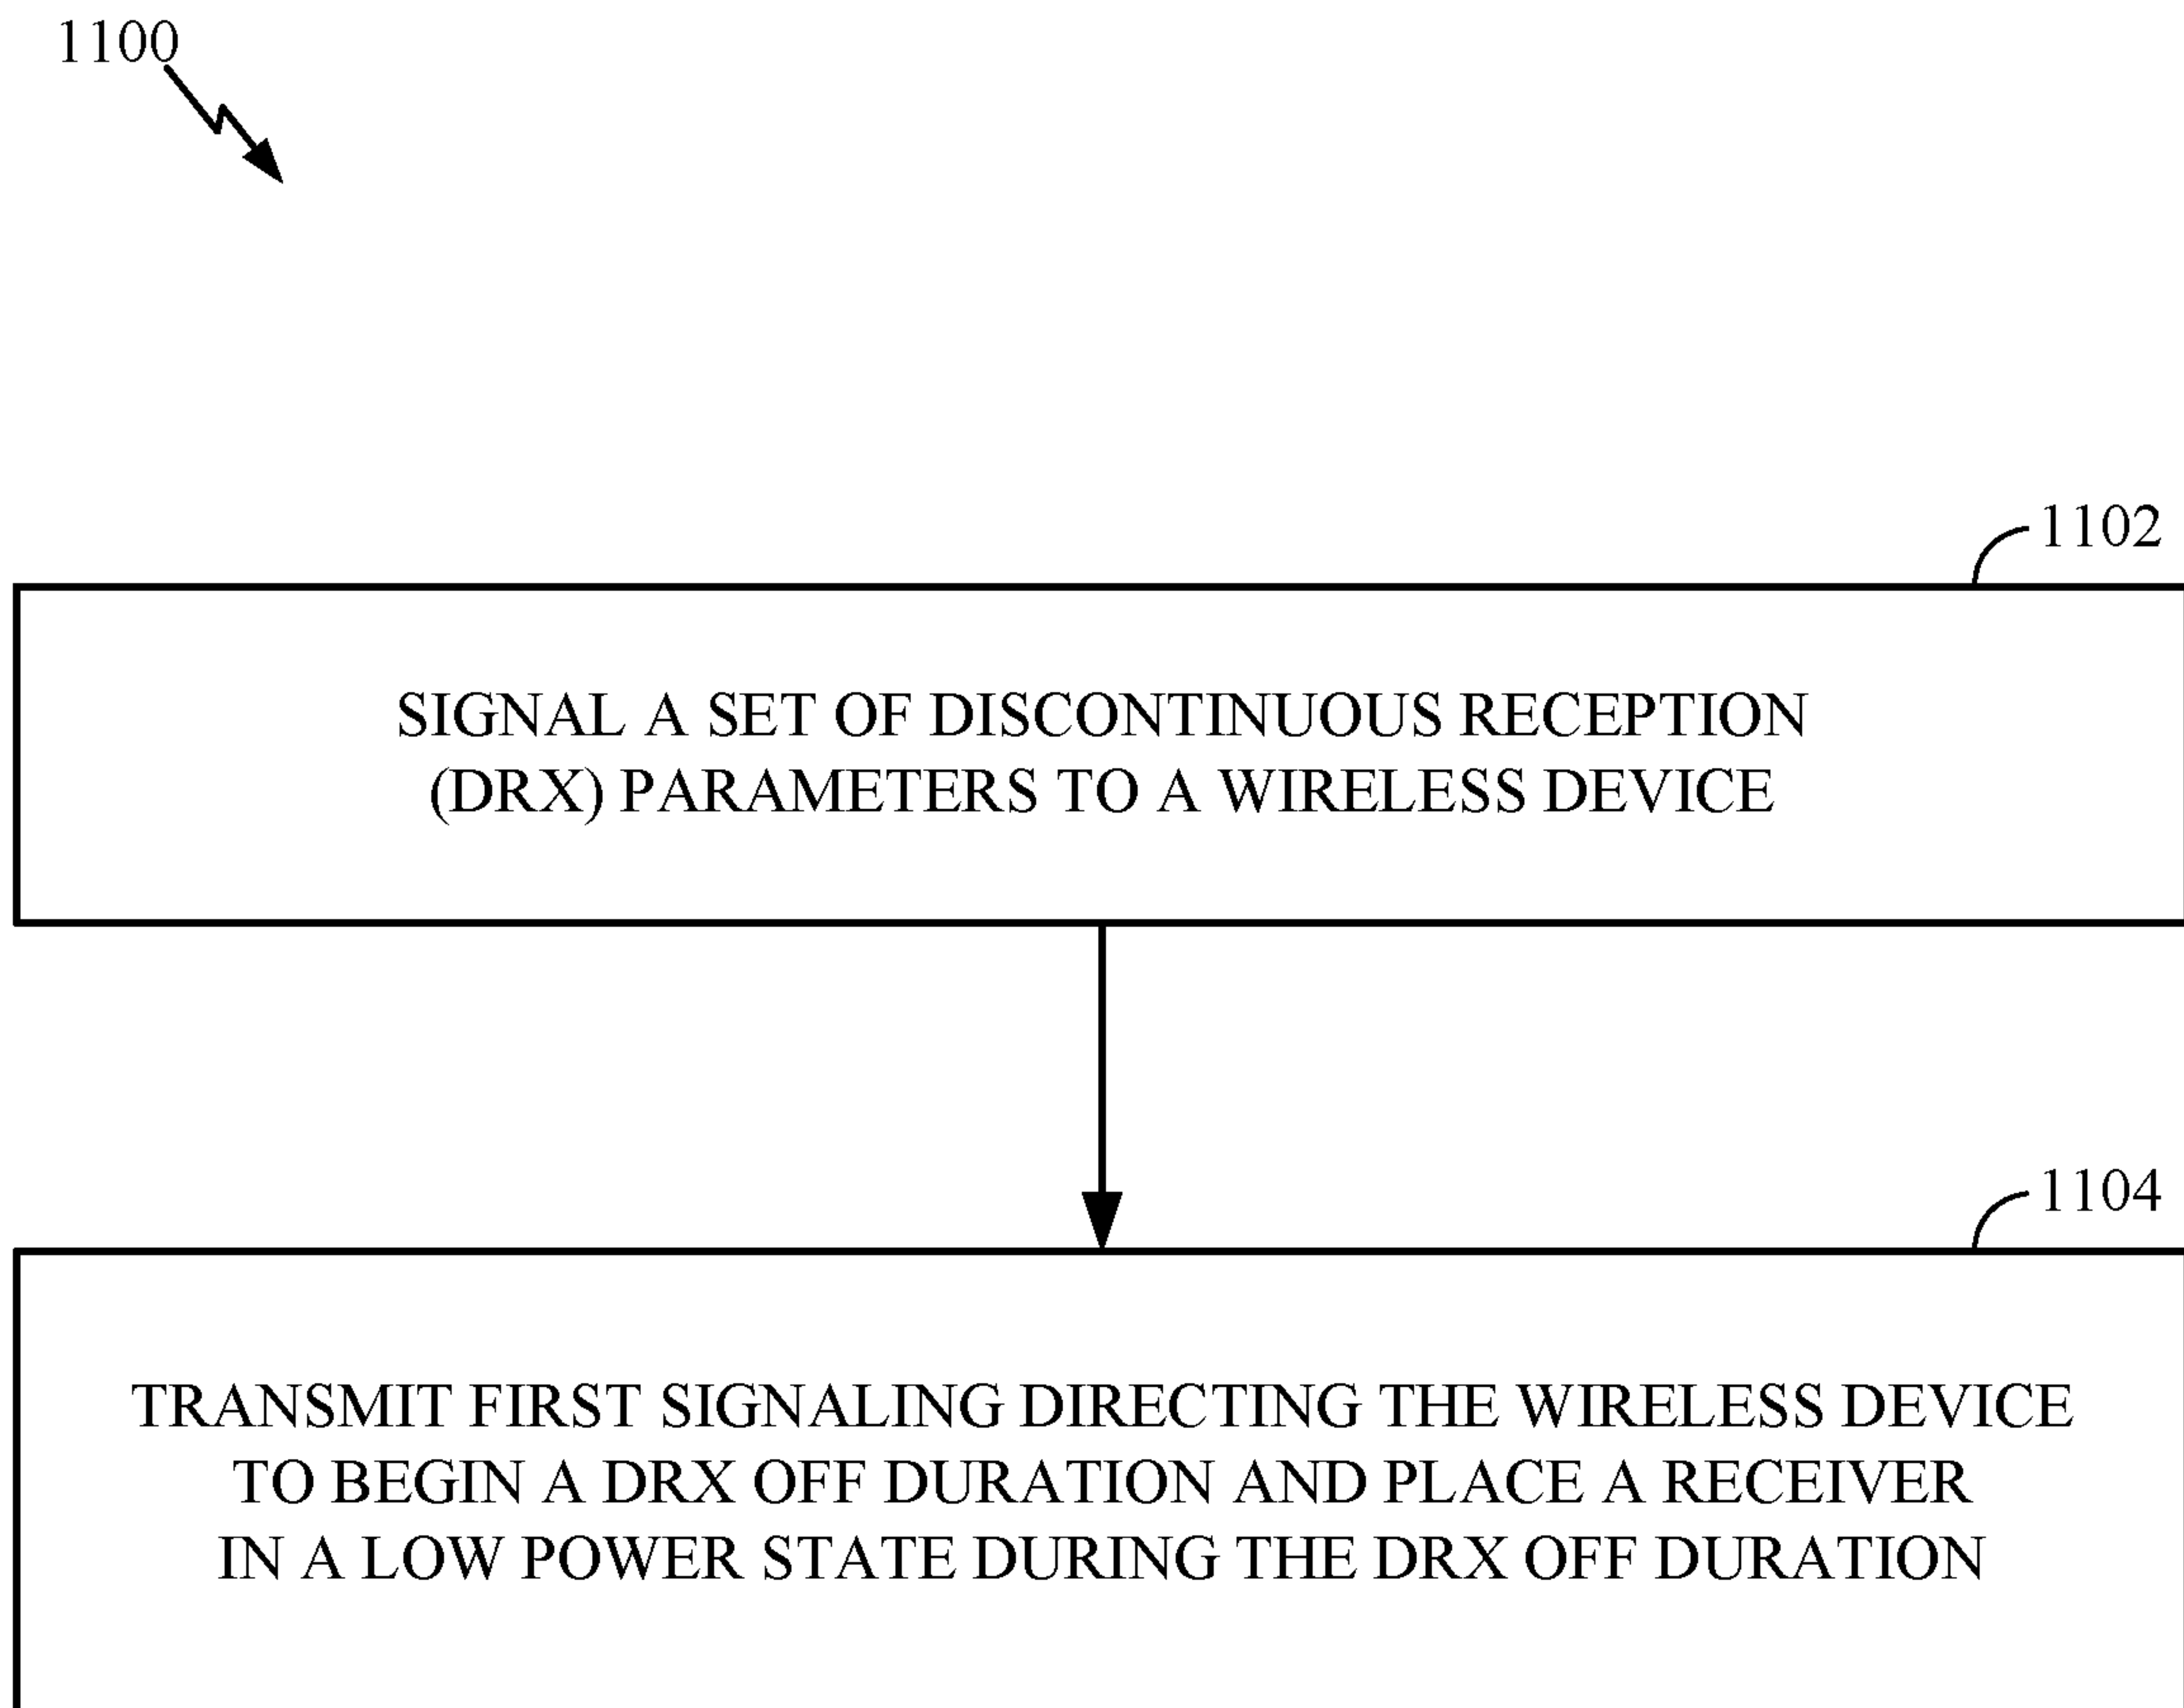 1100
1102
SIGNAL A SET OF DISCONTINUOUS RECEPTION
(DRX) PARAMETERS TO A WIRELESS DEVICE
1104
TRANSMIT FIRST SIGNALING DIRECTING THE WIRELESS DEVICE
TO BEGIN A DRX OFF DURATION AND PLACE A RECEIVER
IN A LOW POWER STATE DURING THE DRX OFF DURATION